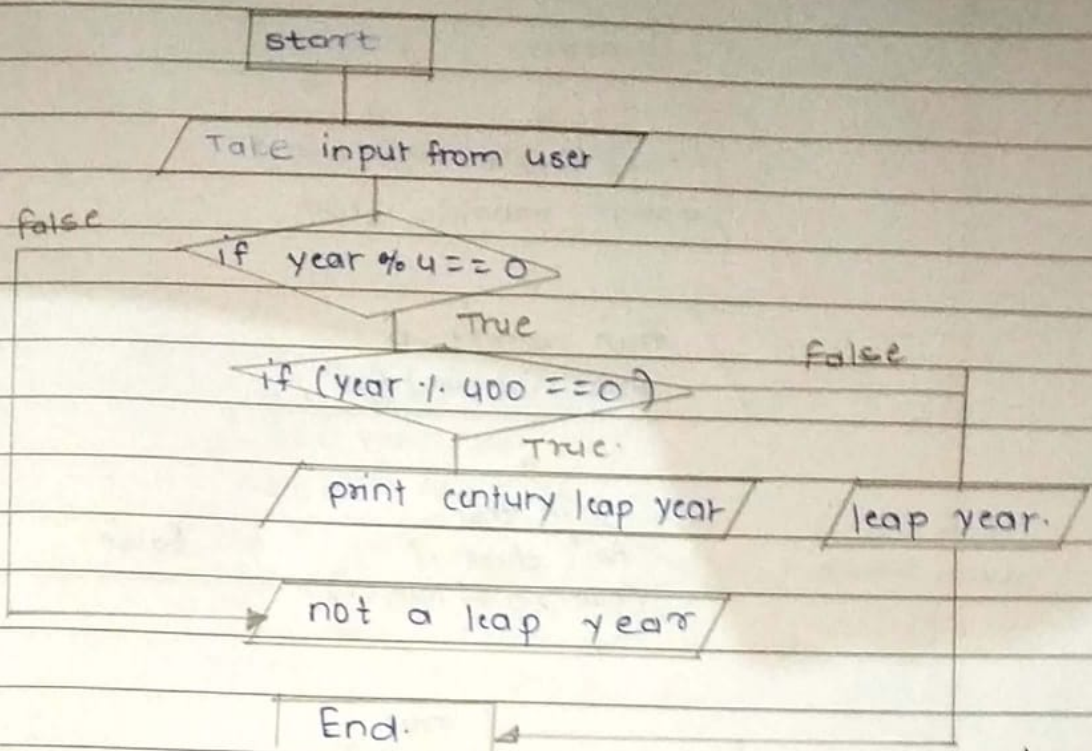 start
Take input from user
false
if year % 4 == 0
True
False
if (year % 400 == 0)
True.
print century leap year
leap year.
not a leap year
End.